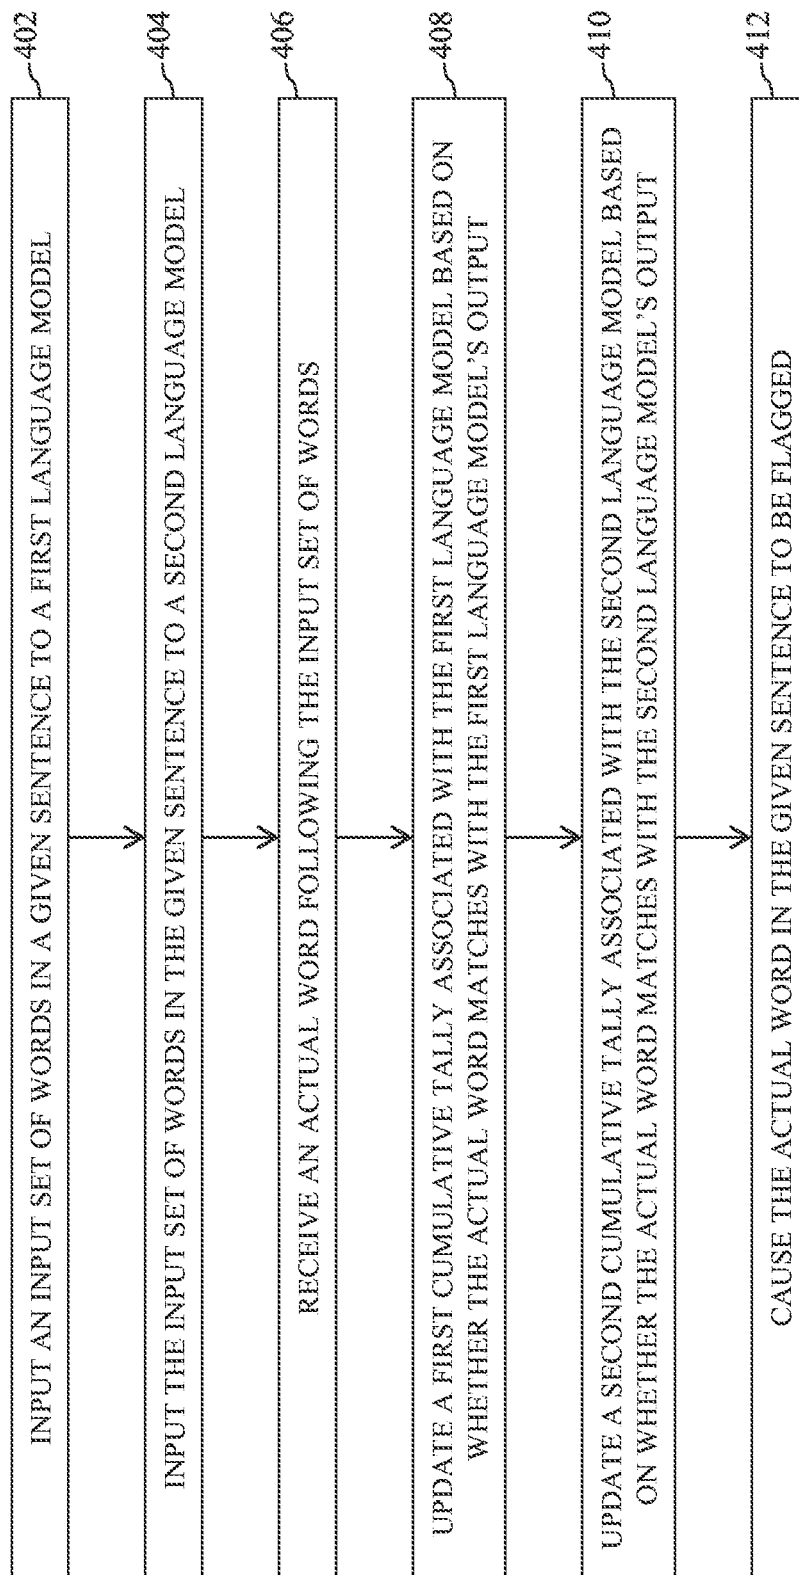 402
INPUT AN INPUT SET OF WORDS IN A GIVEN SENTENCE TO A FIRST LANGUAGE MODEL
404
INPUT THE INPUT SET OF WORDS IN THE GIVEN SENTENCE TO A SECOND LANGUAGE MODEL
406
RECEIVE AN ACTUAL WORD FOLLOWING THE INPUT SET OF WORDS
408
UPDATE A FIRST CUMULATIVE TALLY ASSOCIATED WITH THE FIRST LANGUAGE MODEL BASED ON
WHETHER THE ACTUAL WORD MATCHES WITH THE FIRST LANGUAGE MODEL'S OUTPUT
410
UPDATE A SECOND CUMULATIVE TALLY ASSOCIATED WITH THE SECOND LANGUAGE MODEL BASED
ON WHETHER THE ACTUAL WORD MATCHES WITH THE SECOND LANGUAGE MODEL'S OUTPUT
412
CAUSE THE ACTUAL WORD IN THE GIVEN SENTENCE TO BE FLAGGED